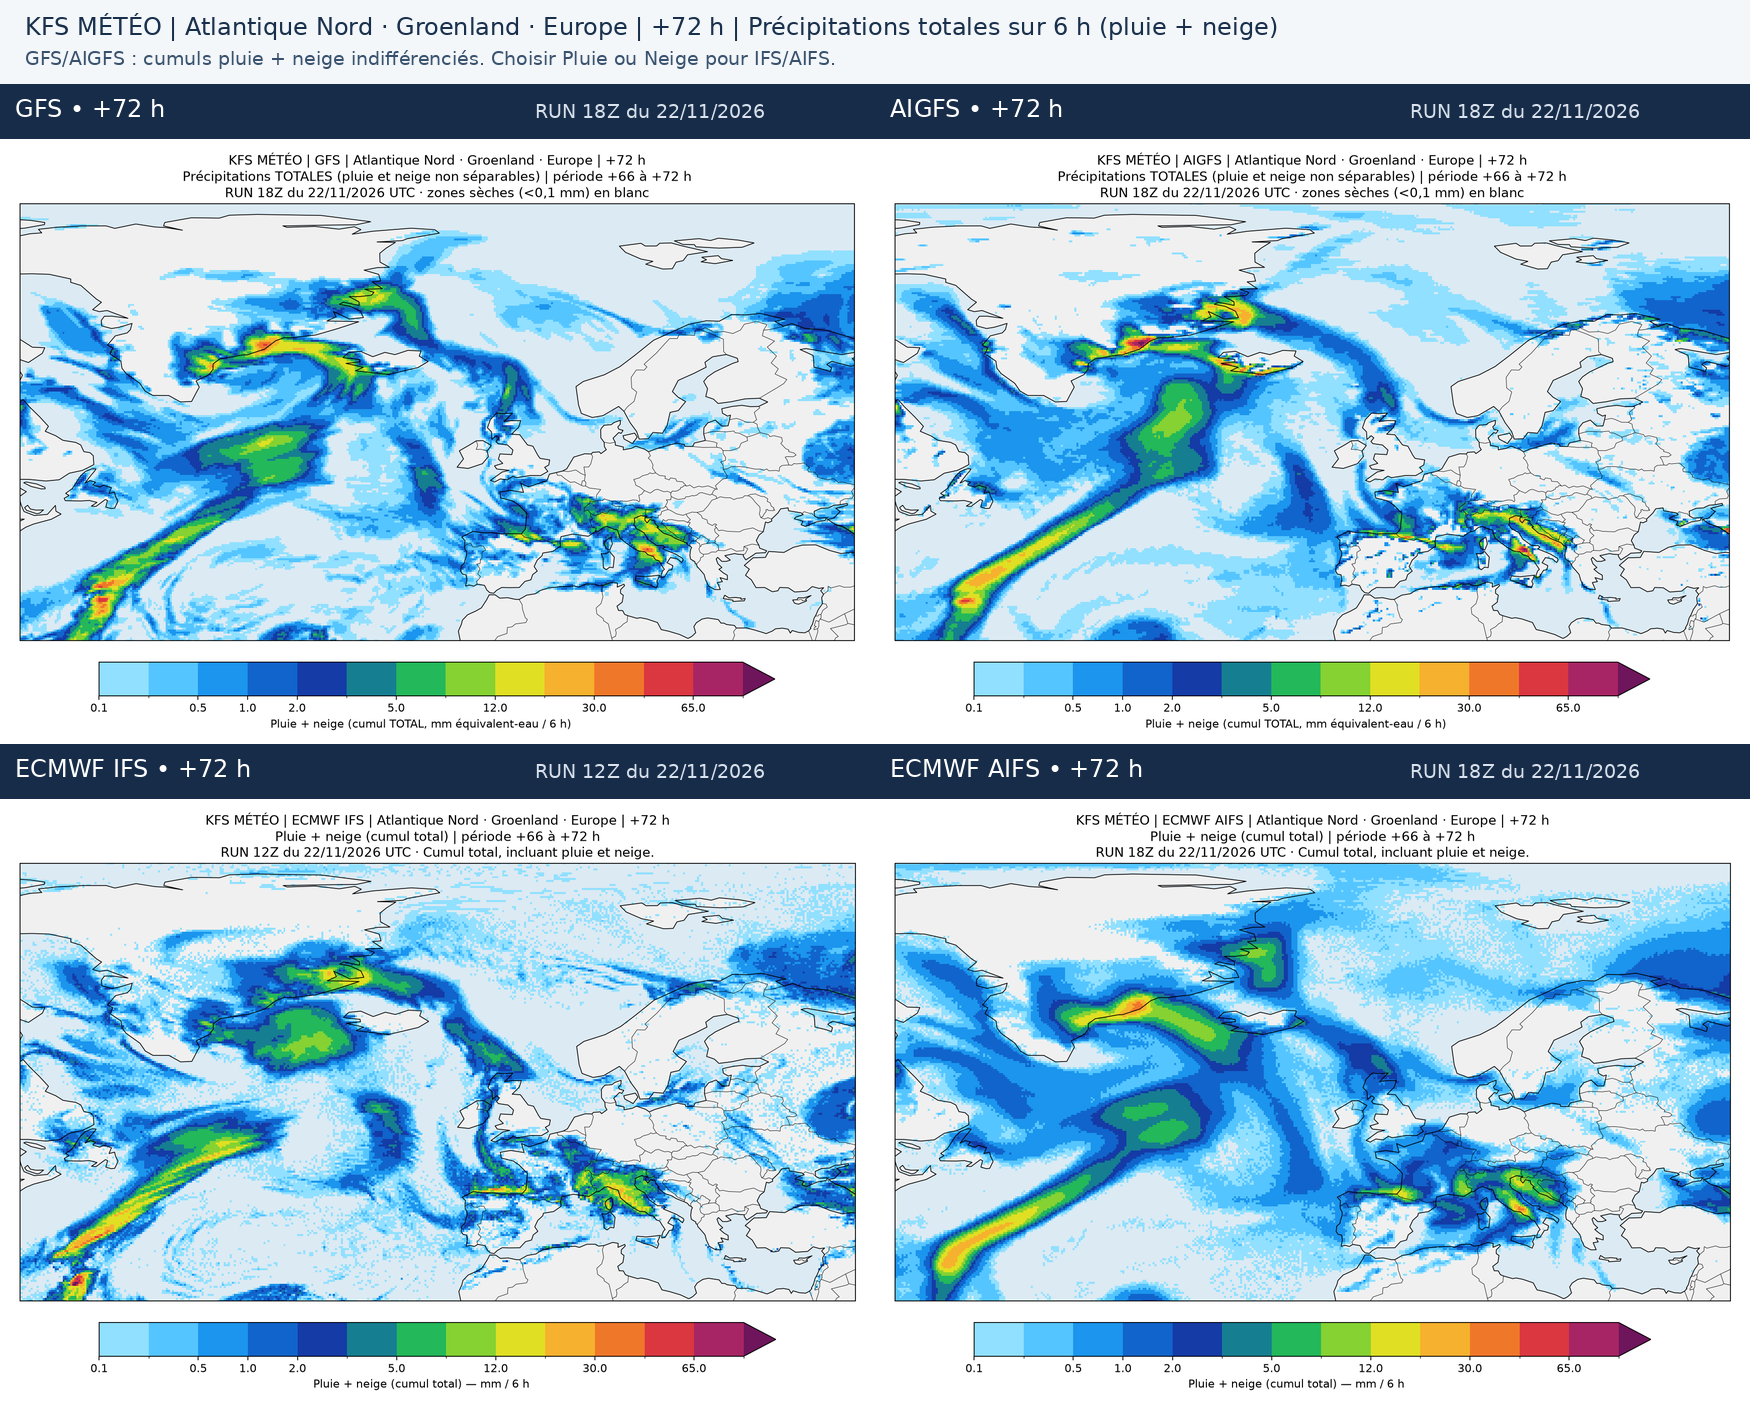 KFS MÉTÉO | Atlantique Nord · Groenland · Europe | +72 h | Précipitations totales sur 6 h (pluie + neige)
GFS/AIGFS : cumuls pluie + neige indifférenciés. Choisir Pluie ou Neige pour IFS/AIFS.
GFS • +72 h
RUN 18Z du 22/11/2026
KFS MÉTÉO | GFS | Atlantique Nord · Groenland · Europe | +72 h
Précipitations TOTALES (pluie et neige non séparables) | période +66 à +72 h
RUN 18Z du 22/11/2026 UTC · zones sèches (<0,1 mm) en blanc
0.1 0.5 1.0 2.0 5.0 12.0 30.0 65.0
Pluie + neige (cumul TOTAL, mm équivalent-eau / 6 h)
AIGFS • +72 h
RUN 18Z du 22/11/2026
KFS MÉTÉO | AIGFS | Atlantique Nord · Groenland · Europe | +72 h
Précipitations TOTALES (pluie et neige non séparables) | période +66 à +72 h
RUN 18Z du 22/11/2026 UTC · zones sèches (<0,1 mm) en blanc
0.1 0.5 1.0 2.0 5.0 12.0 30.0 65.0
Pluie + neige (cumul TOTAL, mm équivalent-eau / 6 h)
ECMWF IFS • +72 h
RUN 12Z du 22/11/2026
KFS MÉTÉO | ECMWF IFS | Atlantique Nord · Groenland · Europe | +72 h
Pluie + neige (cumul total) | période +66 à +72 h
RUN 12Z du 22/11/2026 UTC · Cumul total, incluant pluie et neige.
0.1 0.5 1.0 2.0 5.0 12.0 30.0 65.0
Pluie + neige (cumul total) — mm / 6 h
ECMWF AIFS • +72 h
RUN 18Z du 22/11/2026
KFS MÉTÉO | ECMWF AIFS | Atlantique Nord · Groenland · Europe | +72 h
Pluie + neige (cumul total) | période +66 à +72 h
RUN 18Z du 22/11/2026 UTC · Cumul total, incluant pluie et neige.
0.1 0.5 1.0 2.0 5.0 12.0 30.0 65.0
Pluie + neige (cumul total) — mm / 6 h